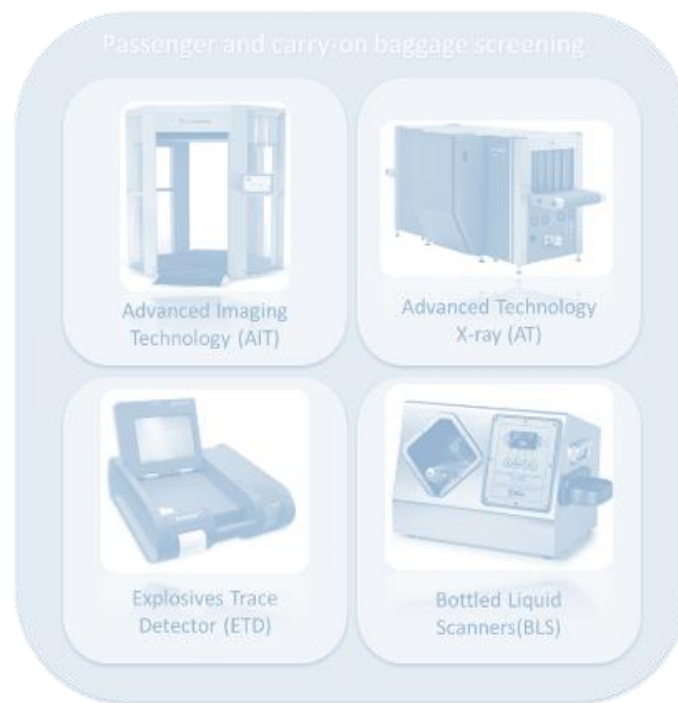 Passenger and carry-on baggage screening
Advanced Imaging
Technology (AIT)
Advanced Technology
X-ray (AT)
Explosives Trace
Detector (ETD)
Bottled Liquid
Scanners(BLS)